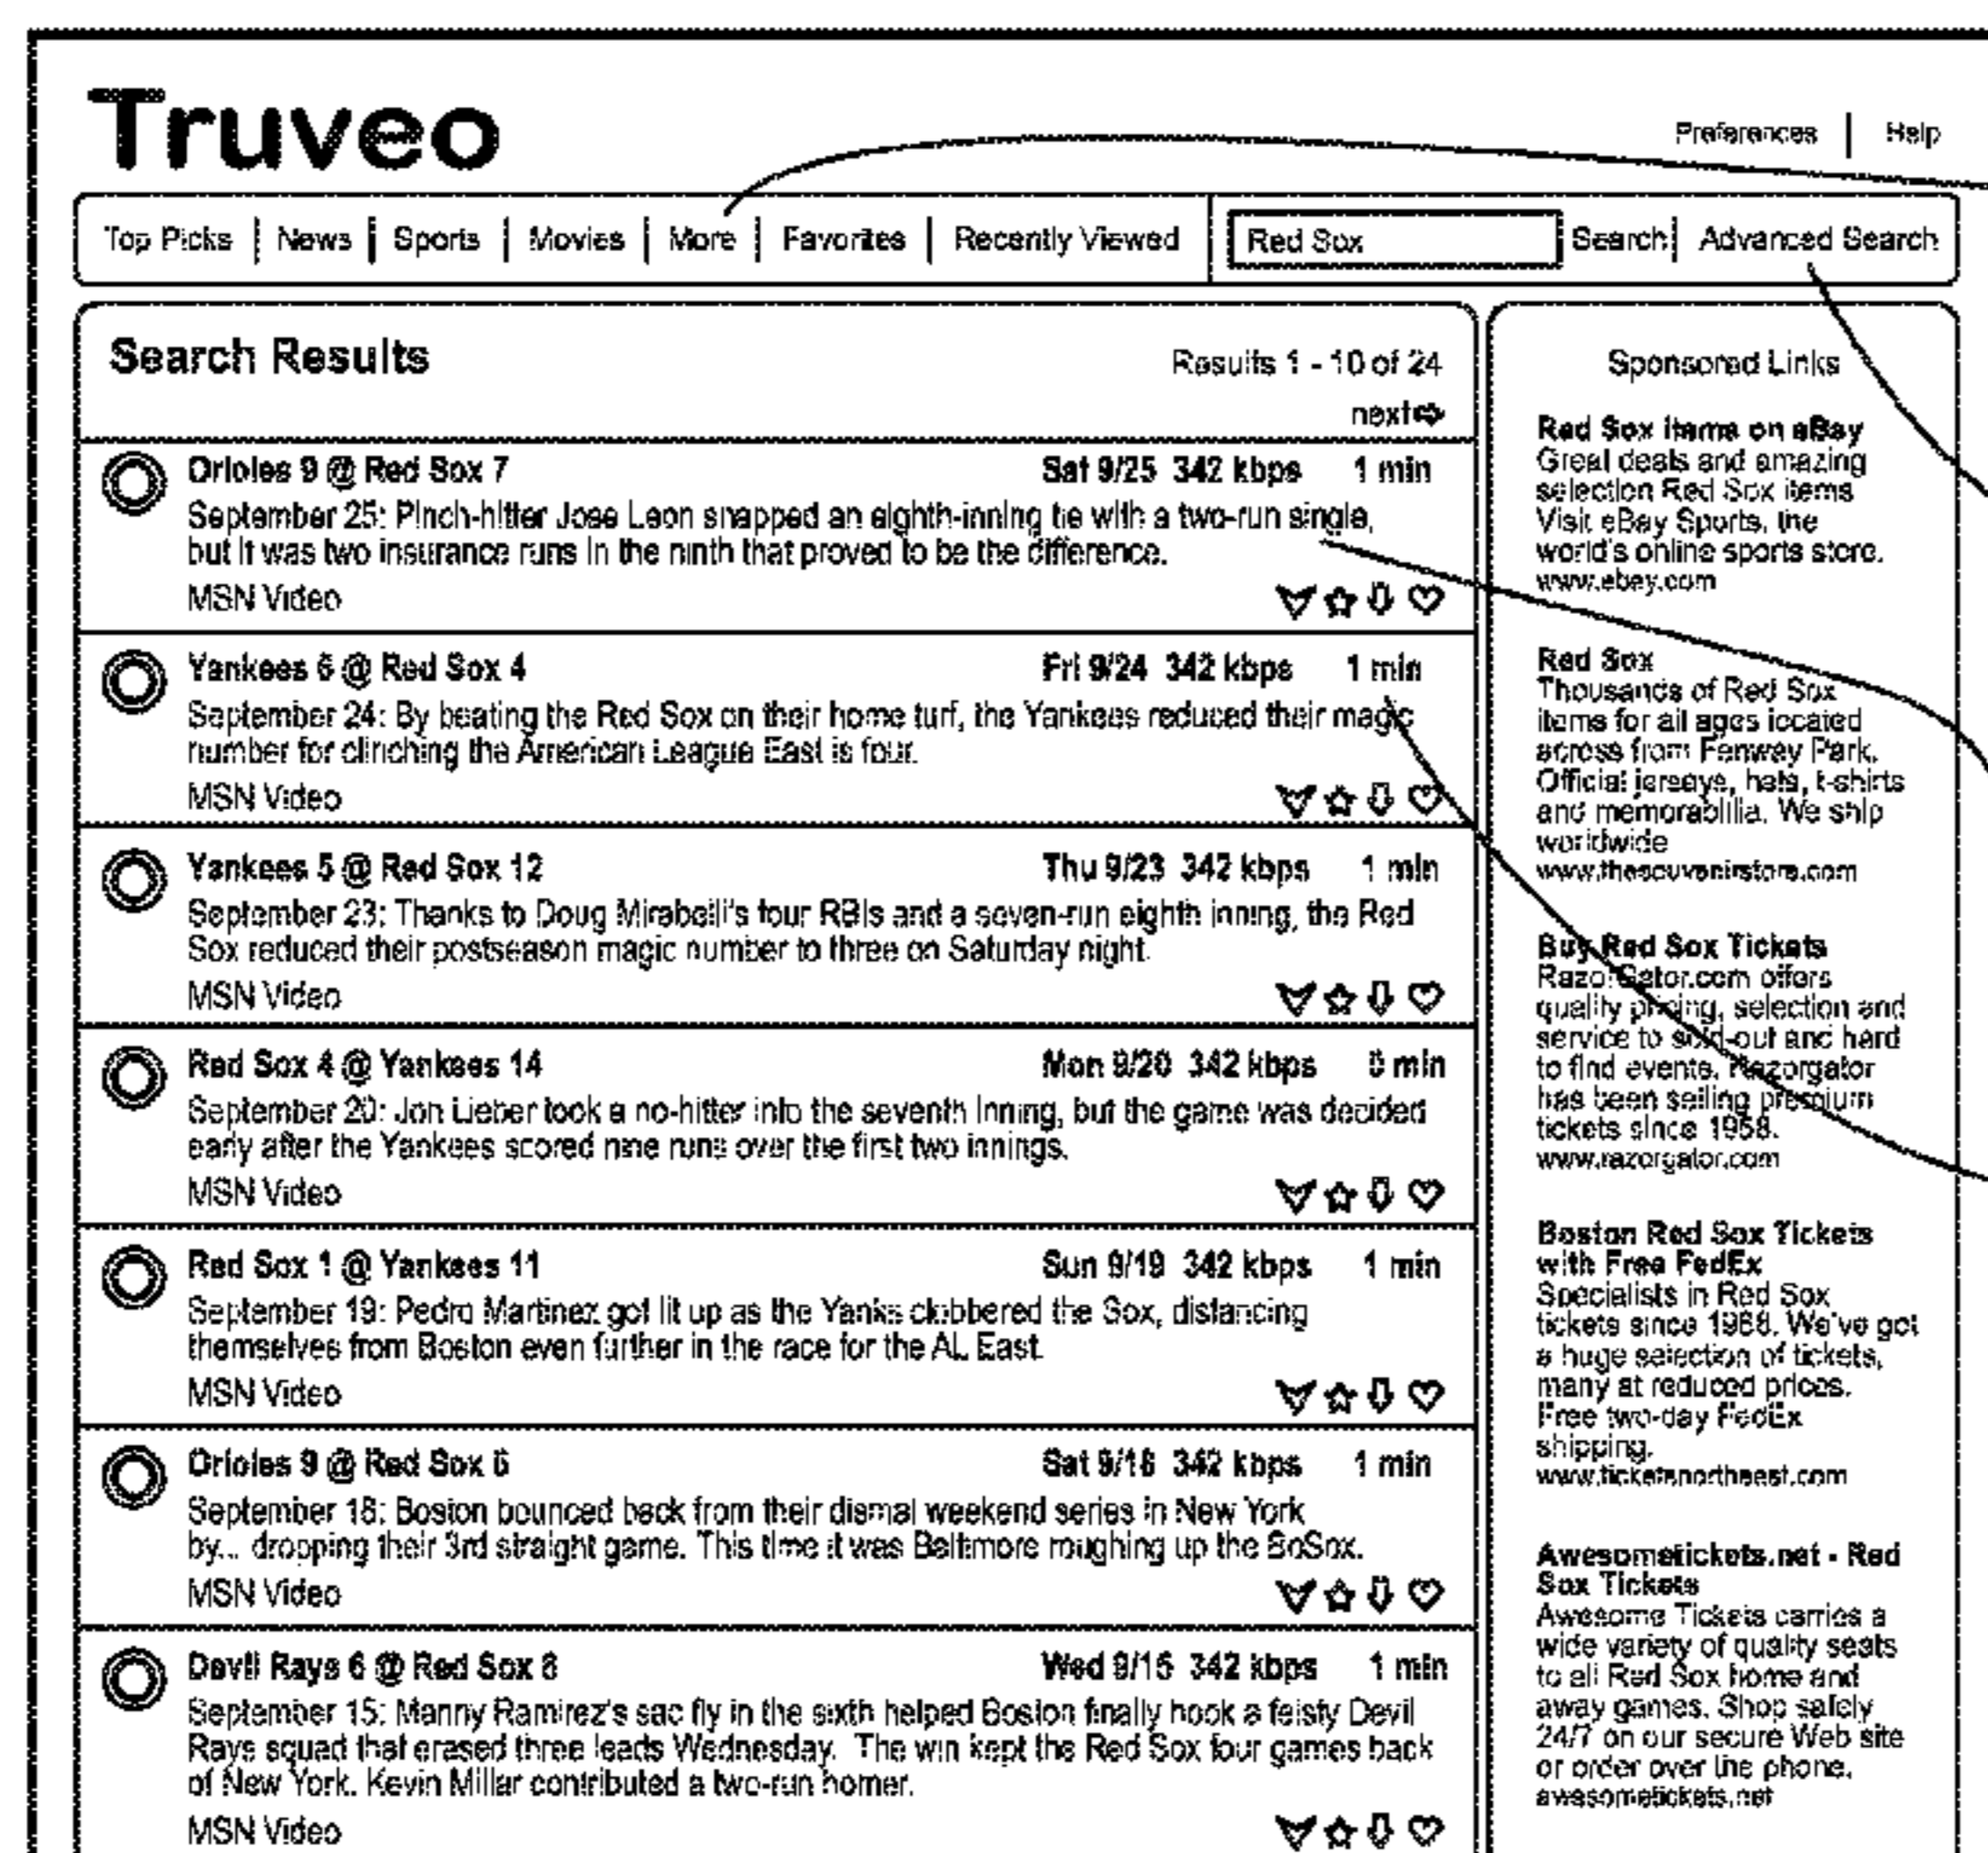 Truveo
Preferences | Help
Top Picks | News | Sports | Movies | More | Favorites | Recently Viewed
Red Sox Search | Advanced Search
Search Results
Results 1 - 10 of 24
next
Orioles 9 @ Red Sox 7 Sat 9/25 342 kbps 1 min
September 25: Pinch-hitter Jose Leon snapped an eighth-inning tie with a two-run single,
but it was two insurance runs in the ninth that proved to be the difference.
MSN Video
Yankees 6 @ Red Sox 4 Fri 9/24 342 kbps 1 min
September 24: By beating the Red Sox on their home turf, the Yankees reduced their magic
number for clinching the American League East is four.
MSN Video
Yankees 5 @ Red Sox 12 Thu 9/23 342 kbps 1 min
September 23: Thanks to Doug Mirabelli's four RBIs and a seven-run eighth inning, the Red
Sox reduced their postseason magic number to three on Saturday night.
MSN Video
Red Sox 4 @ Yankees 14 Mon 9/20 342 kbps 0 min
September 20: Jon Lieber took a no-hitter into the seventh inning, but the game was decided
early after the Yankees scored nine runs over the first two innings.
MSN Video
Red Sox 1 @ Yankees 11 Sun 9/19 342 kbps 1 min
September 19: Pedro Martinez got lit up as the Yanks clobbered the Sox, distancing
themselves from Boston even further in the race for the AL East.
MSN Video
Orioles 9 @ Red Sox 6 Sat 9/18 342 kbps 1 min
September 18: Boston bounced back from their dismal weekend series in New York
by... dropping their 3rd straight game. This time it was Baltimore roughing up the BoSox.
MSN Video
Devil Rays 6 @ Red Sox 8 Wed 9/15 342 kbps 1 min
September 15: Manny Ramirez's sac fly in the sixth helped Boston finally hook a feisty Devil
Rays squad that erased three leads Wednesday. The win kept the Red Sox four games back
of New York. Kevin Millar contributed a two-run homer.
MSN Video
Sponsored Links
Red Sox items on eBay
Great deals and amazing
selection Red Sox items
Visit eBay Sports, the
world's online sports store.
www.ebay.com
Red Sox
Thousands of Red Sox
items for all ages located
across from Fenway Park.
Official jerseys, hats, t-shirts
and memorabilia. We ship
worldwide
www.thesouvenirstore.com
Buy Red Sox Tickets
RazorGator.com offers
quality pricing, selection and
service to sold-out and hard
to find events. Razorgator
has been selling premium
tickets since 1958.
www.razorgator.com
Boston Red Sox Tickets
with Free FedEx
Specialists in Red Sox
tickets since 1988. We've got
a huge selection of tickets,
many at reduced prices.
Free two-day FedEx
shipping.
www.ticketsnortheast.com
Awesometickets.net - Red
Sox Tickets
Awesome Tickets carries a
wide variety of quality seats
to all Red Sox home and
away games. Shop safely
24/7 on our secure Web site
or order over the phone.
awesometickets.net